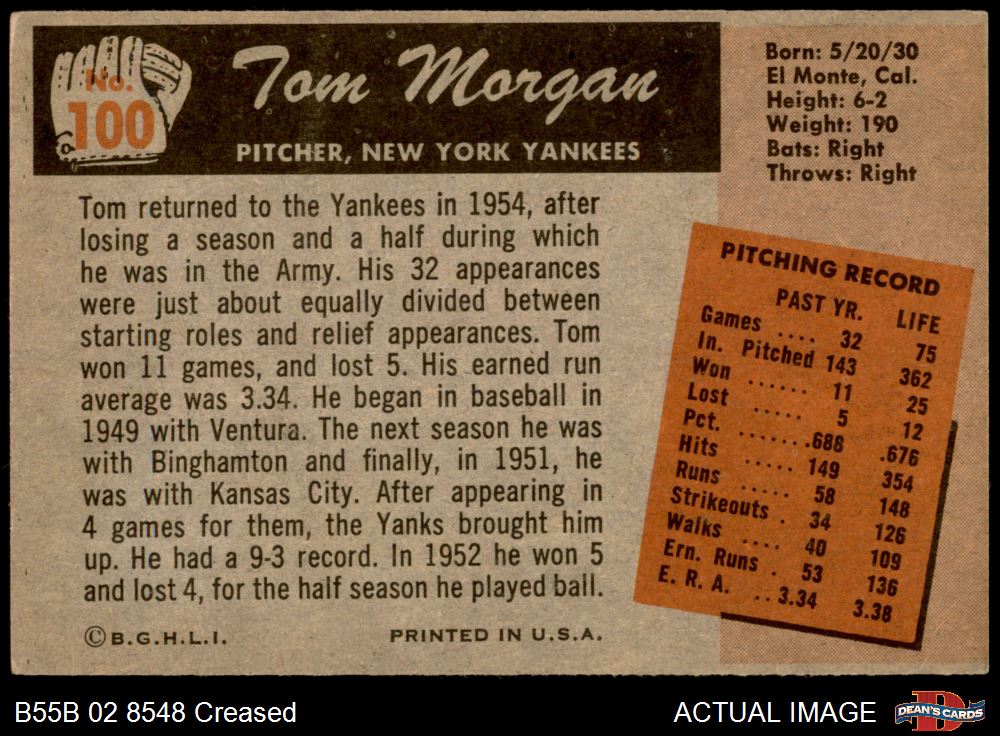 No.
100
Tom Morgan
PITCHER, NEW YORK YANKEES
Born: 5/20/30
El Monte, Cal.
Height: 6-2
Weight: 190
Bats: Right
Throws: Right
Tom returned to the Yankees in 1954, after
losing a season and a half during which
he was in the Army. His 32 appearances
were just about equally divided between
starting roles and relief appearances. Tom
won 11 games, and lost 5. His earned run
average was 3.34. He began in baseball in
1949 with Ventura. The next season he was
with Binghamton and finally, in 1951, he
was with Kansas City. After appearing in
4 games for them, the Yanks brought him
up. He had a 9-3 record. In 1952 he won 5
and lost 4, for the half season he played ball.
PITCHING RECORD
PAST YR. LIFE
Games .... 32 75
In. Pitched 143 362
Won ...... 11 25
Lost ..... 5 12
Pct. .......688 .676
Hits ..... 149 354
Runs ..... 58 148
Strikeouts . 34 126
Walks .... 40 109
Ern. Runs . 53 136
E. R. A. ..3.34 3.38
©B.G.H.L.I. PRINTED IN U.S.A.
B55B 02 8548 Creased
ACTUAL IMAGE
D
DEAN'S CARDS